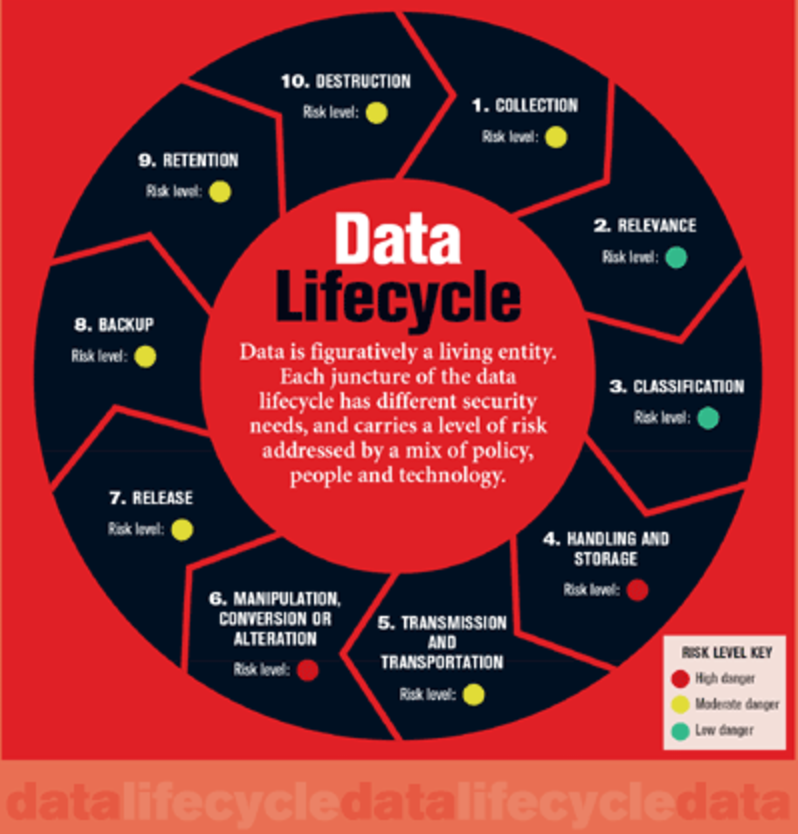 10. DESTRUCTION
Risk level:
1. COLLECTION
Risk level:
9. RETENTION
Risk level:
2. RELEVANCE
Risk level:
Data
Lifecycle
Data is figuratively a living entity.
Each juncture of the data
lifecycle has different security
needs, and carries a level of risk
addressed by a mix of policy,
people and technology.
8. BACKUP
Risk level:
3. CLASSIFICATION
Risk level:
7. RELEASE
Risk level:
4. HANDLING AND
STORAGE
Risk level:
6. MANIPULATION,
CONVERSION OR
ALTERATION
Risk level:
5. TRANSMISSION
AND
TRANSPORTATION
Risk level:
RISK LEVEL KEY
High danger
Moderate danger
Low danger
datalifecycledatalifecycledata